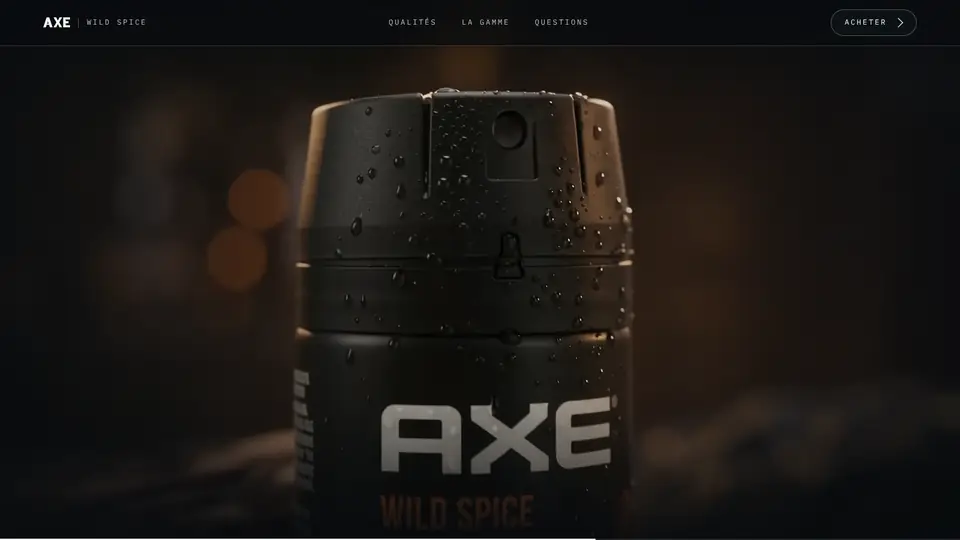 AXE | WILD SPICE
QUALITÉS
LA GAMME
QUESTIONS
ACHETER
AXE
WILD SPICE